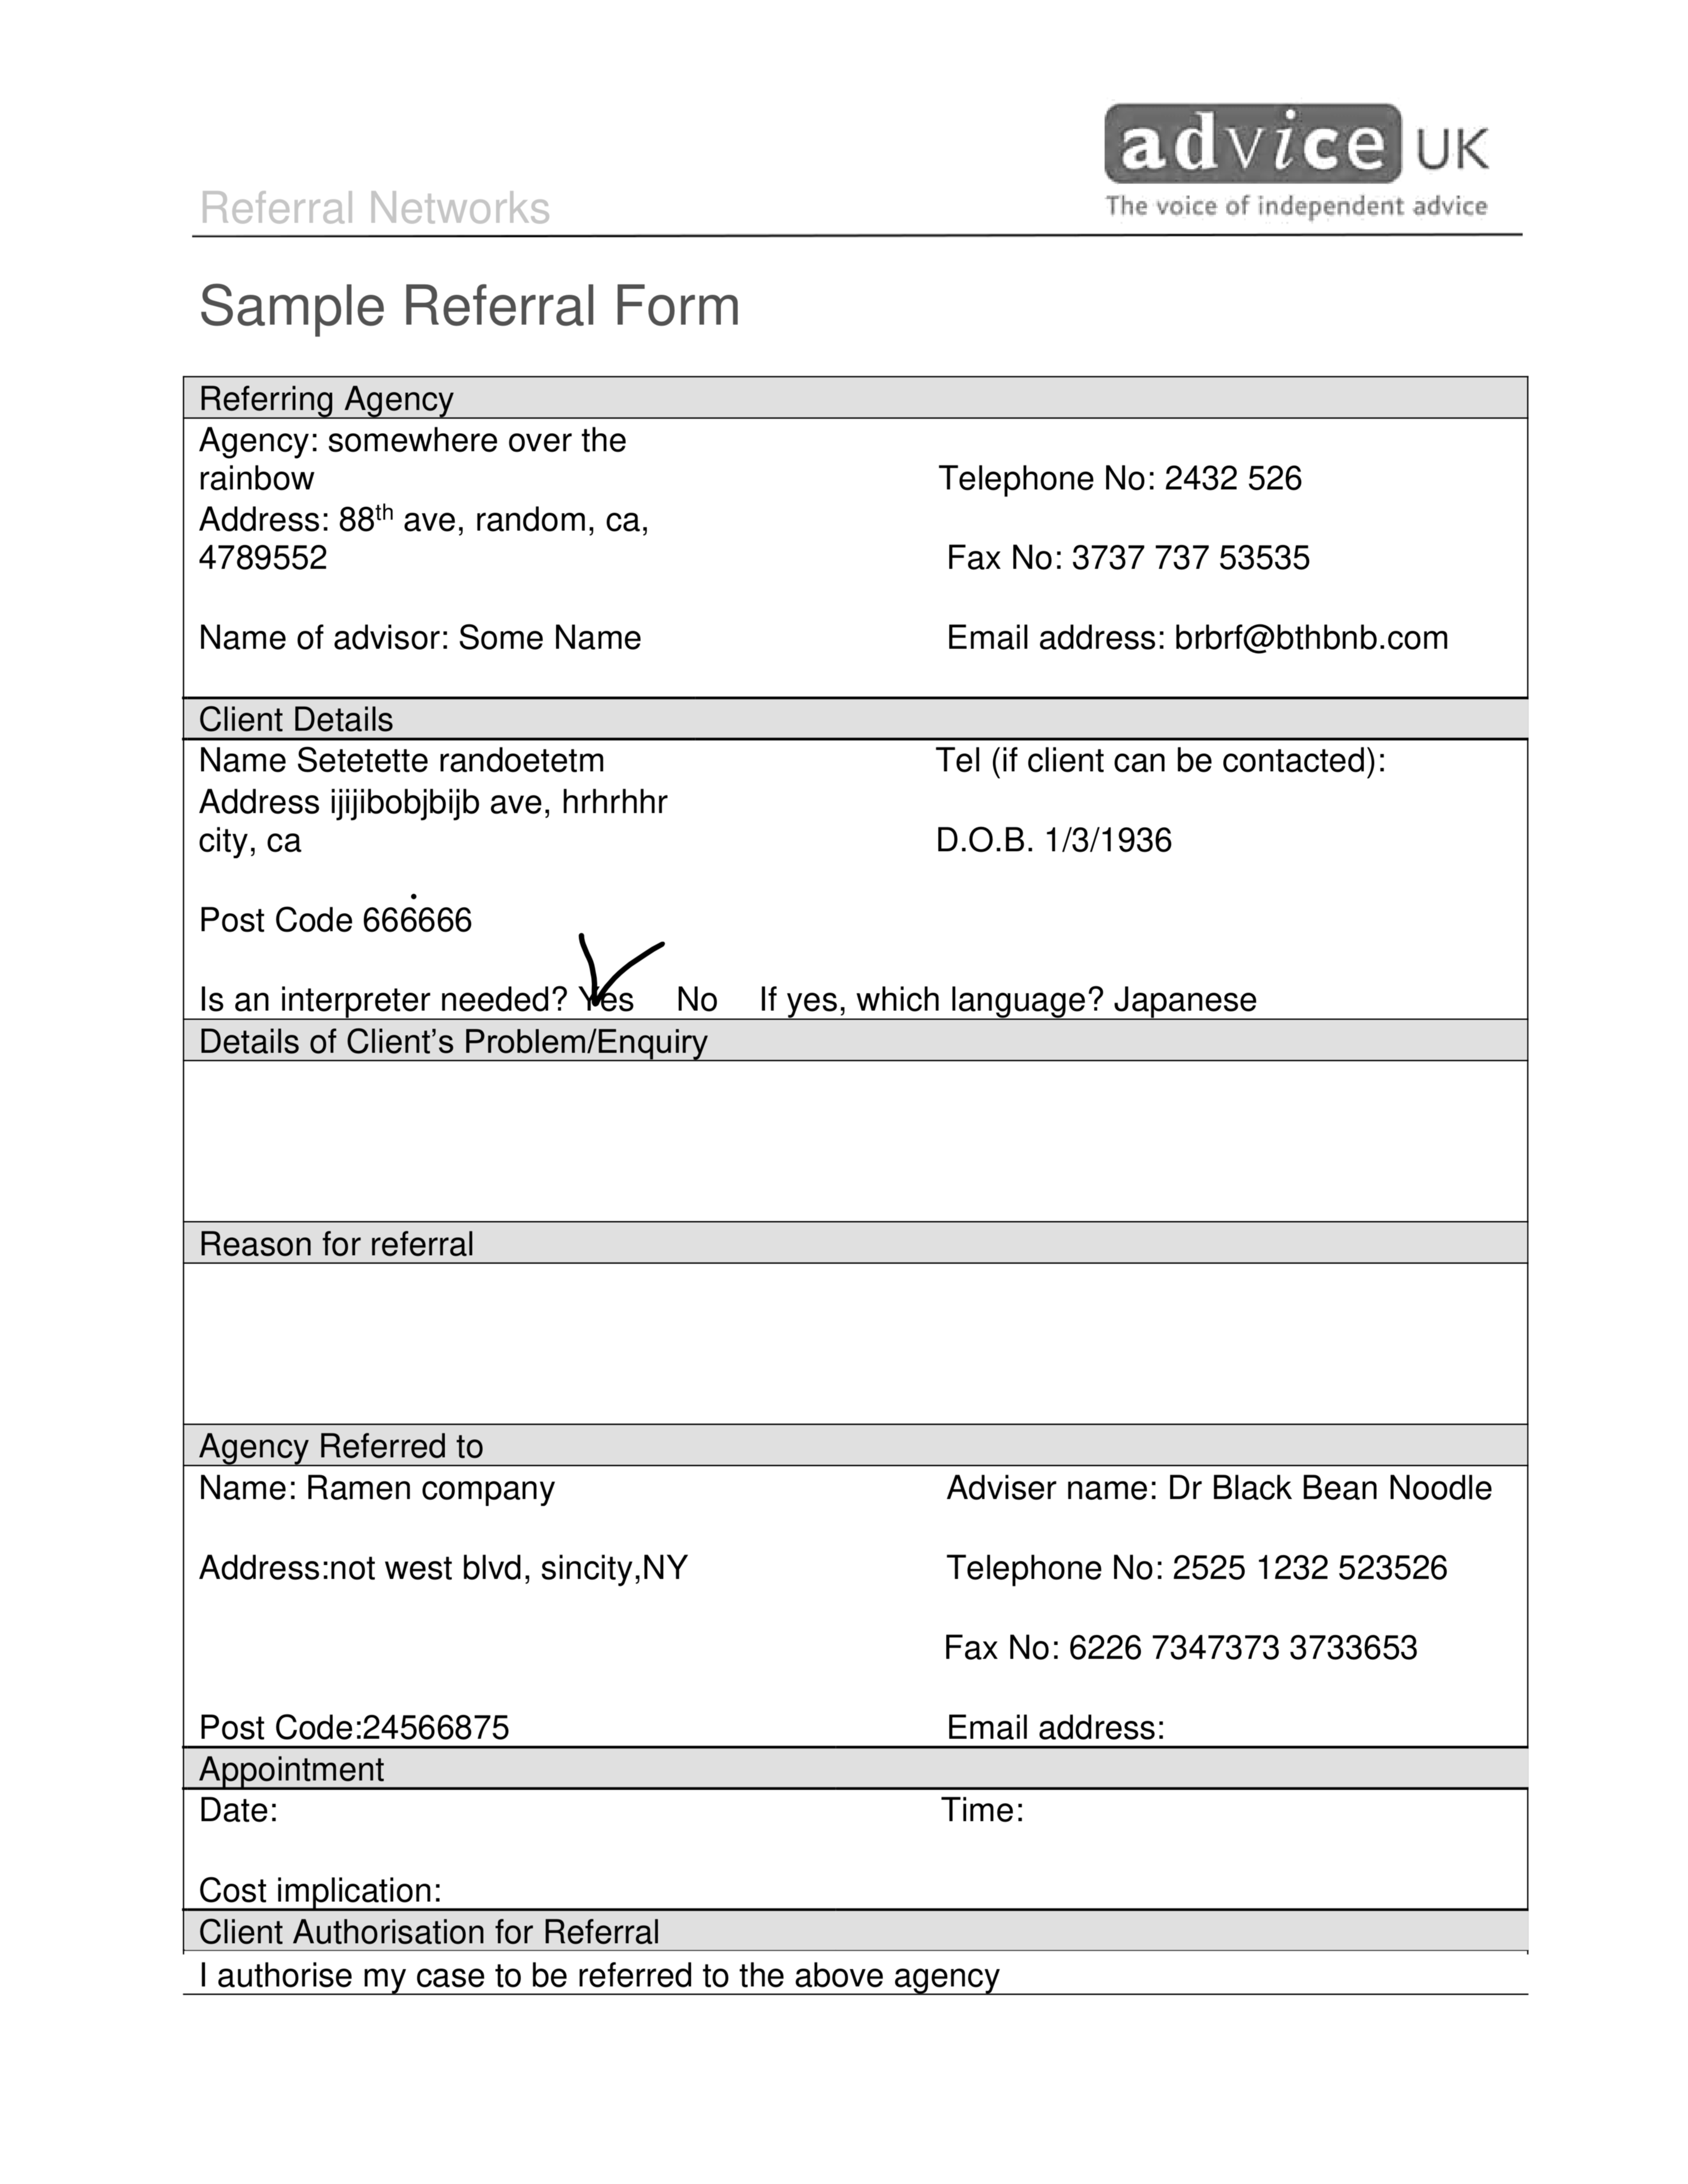 advice UK
The voice of independent advice
Referral Networks
Sample Referral Form
Referring Agency
Agency: somewhere over the
rainbow
Telephone No: 2432 526
Address: 88th ave, random, ca,
4789552
Fax No: 3737 737 53535
Name of advisor: Some Name
Email address: brbrf@bthbnb.com
Client Details
Name Setetette randoetetm
Tel (if client can be contacted):
Address ijijibobjbijb ave, hrhrhhr
city, ca
D.O.B. 1/3/1936
Post Code 666666
Is an interpreter needed? Yes No If yes, which language? Japanese
Details of Client’s Problem/Enquiry
Reason for referral
Agency Referred to
Name: Ramen company
Adviser name: Dr Black Bean Noodle
Address:not west blvd, sincity,NY
Telephone No: 2525 1232 523526
Fax No: 6226 7347373 3733653
Post Code:24566875
Email address:
Appointment
Date:
Time:
Cost implication:
Client Authorisation for Referral
I authorise my case to be referred to the above agency